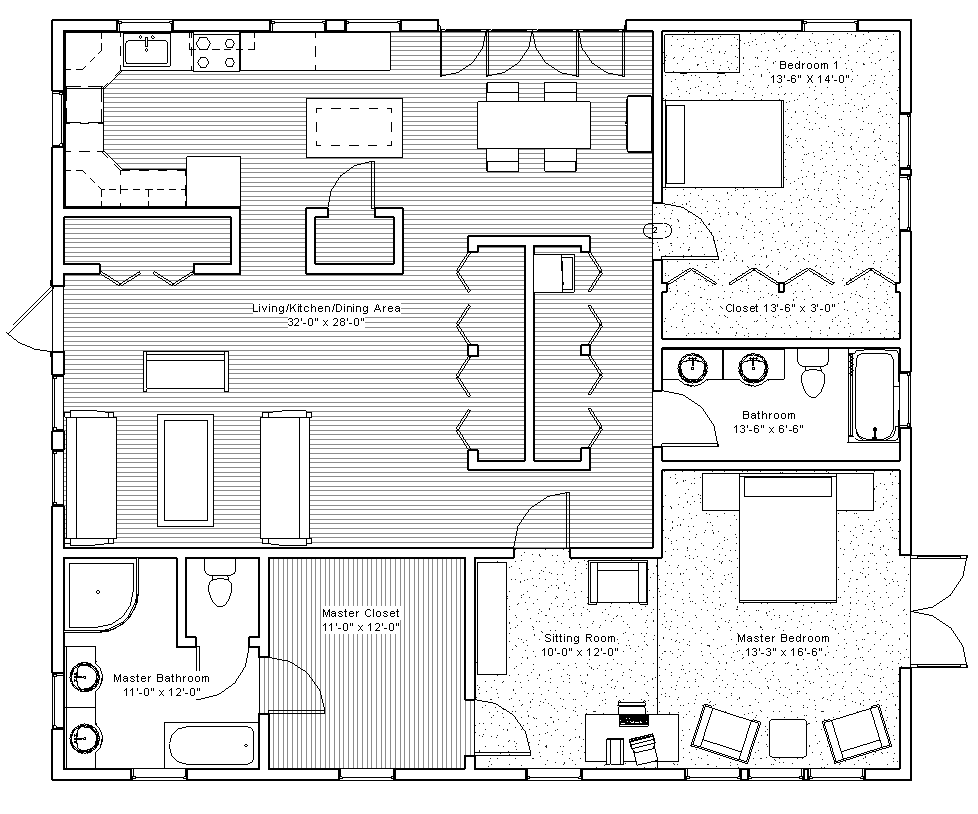 Bedroom 1
13'-6" X 14'-0"
2
Living/Kitchen/Dining Area
32'-0" x 28'-0"
Closet 13'-6" x 3'-0"
Bathroom
13'-6" x 6'-6"
Master Closet
11'-0" x 12'-0"
Sitting Room
10'-0" x 12'-0"
Master Bedroom
13'-3" x 16'-6"
Master Bathroom
11'-0" x 12'-0"